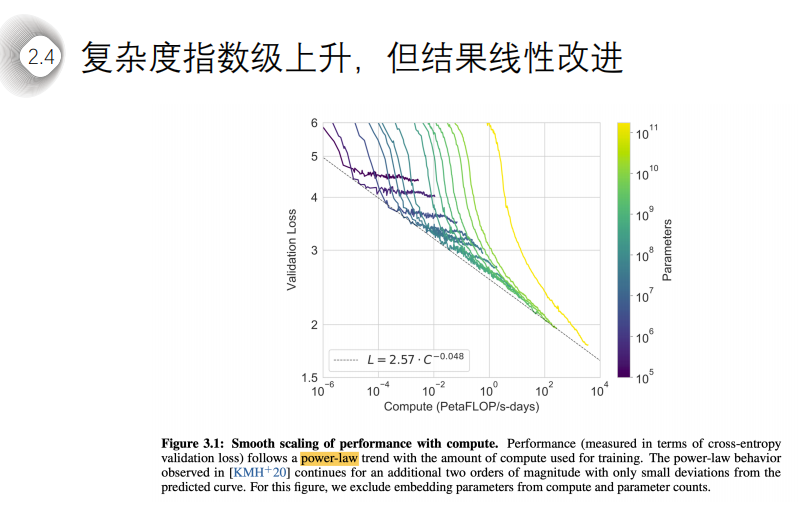 2.4
复杂度指数级上升，但结果线性改进
6
5
4
3
2
1.5
Validation Loss
L = 2.57 · C^−0.048
10^−6 10^−4 10^−2 10^0 10^2 10^4
Compute (PetaFLOP/s-days)
10^11
10^10
10^9
10^8
10^7
10^6
10^5
Parameters
Figure 3.1: Smooth scaling of performance with compute. Performance (measured in terms of cross-entropy
validation loss) follows a power-law trend with the amount of compute used for training. The power-law behavior
observed in [KMH+20] continues for an additional two orders of magnitude with only small deviations from the
predicted curve. For this figure, we exclude embedding parameters from compute and parameter counts.